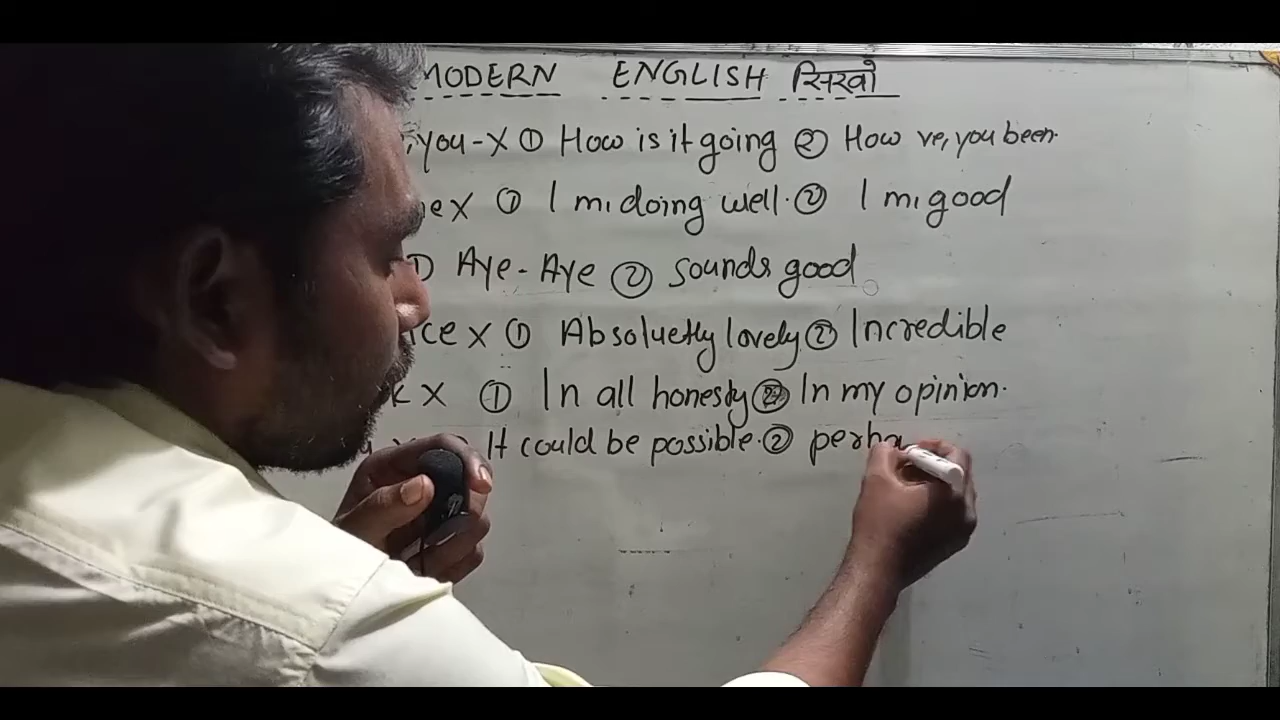 MODERN ENGLISH सिखो
you-X ① How is it going ② How ve, you been.
X ① I m, doing well. ② I m, good
Aye-Aye ② sounds good
X ① Absoluetly lovely ② Incredible
X ① In all honesty ② In my opinion.
It could be possible. ② perha